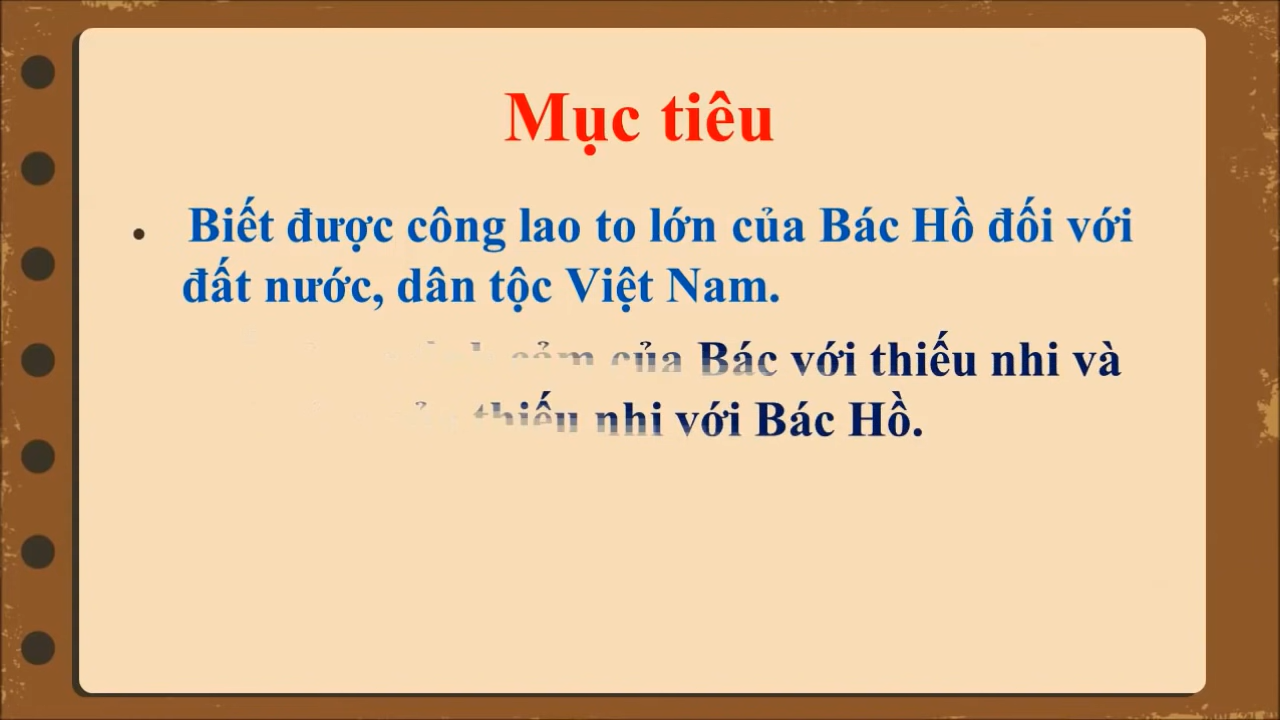 Mục tiêu
• Biết được công lao to lớn của Bác Hồ đối với
đất nước, dân tộc Việt Nam.
cảm của Bác với thiếu nhi và
thiếu nhi với Bác Hồ.